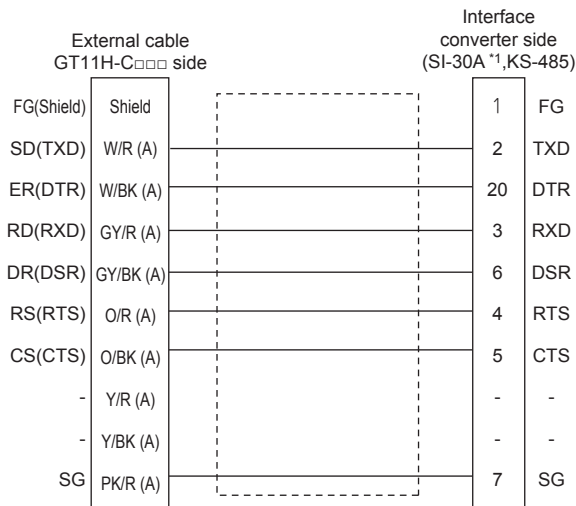 External cable
GT11H-C□□□ side
Interface
converter side
(SI-30A *1,KS-485)
FG(Shield) Shield 1 FG
SD(TXD) W/R (A) 2 TXD
ER(DTR) W/BK (A) 20 DTR
RD(RXD) GY/R (A) 3 RXD
DR(DSR) GY/BK (A) 6 DSR
RS(RTS) O/R (A) 4 RTS
CS(CTS) O/BK (A) 5 CTS
- Y/R (A) - -
- Y/BK (A) - -
SG PK/R (A) 7 SG